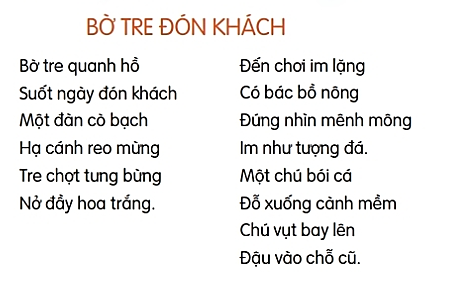 BỜ TRE ĐÓN KHÁCH
Bờ tre quanh hồ
Suốt ngày đón khách
Một đàn cò bạch
Hạ cánh reo mừng
Tre chợt tưng bừng
Nở đầy hoa trắng.
Đến chơi im lặng
Có bác bồ nông
Đứng nhìn mênh mông
Im như tượng đá.
Một chú bói cá
Đỗ xuống cành mềm
Chú vụt bay lên
Đậu vào chỗ cũ.